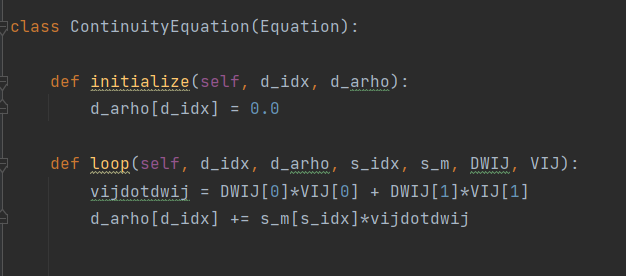 class ContinuityEquation(Equation):
def initialize(self, d_idx, d_arho):
d_arho[d_idx] = 0.0
def loop(self, d_idx, d_arho, s_idx, s_m, DWIJ, VIJ):
vijdotdwij = DWIJ[0]*VIJ[0] + DWIJ[1]*VIJ[1]
d_arho[d_idx] += s_m[s_idx]*vijdotdwij